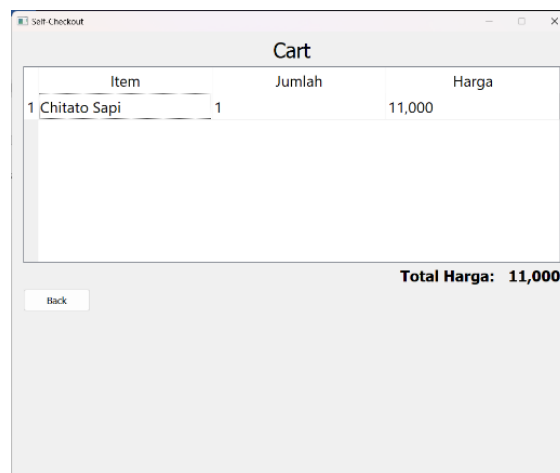 Self-Checkout
Cart
Item Jumlah Harga
1 Chitato Sapi 1 11,000
Total Harga: 11,000
Back